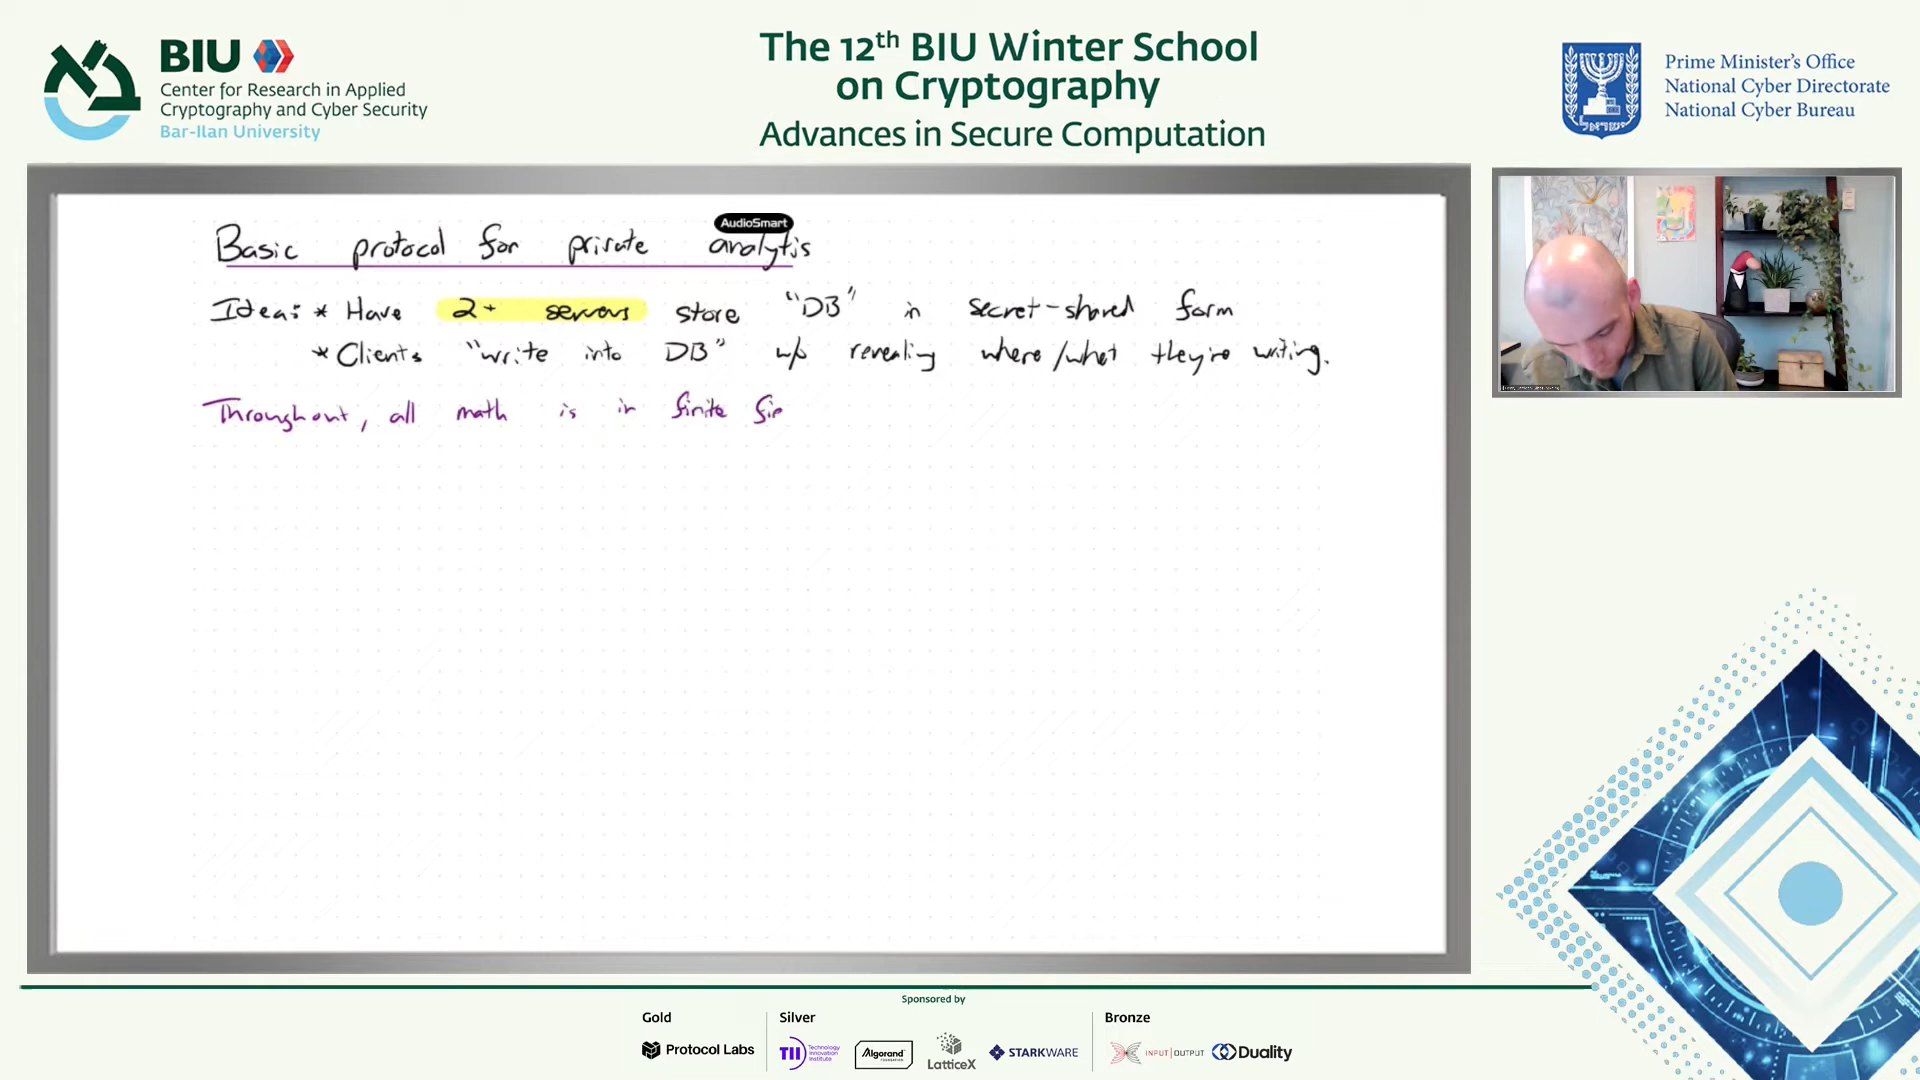 BIU
Center for Research in Applied
Cryptography and Cyber Security
Bar-Ilan University
The 12th BIU Winter School
on Cryptography
Advances in Secure Computation
Prime Minister's Office
National Cyber Directorate
National Cyber Bureau
AudioSmart
Basic protocol for private analytis
Idea: * Have 2+ servers store "DB" in secret-shared form
* Clients "write into DB" w/o revealing where/what they're writing.
Throughout, all math is in finite fie
Sponsored by
Gold
Silver
Bronze
Protocol Labs
TII Technology Innovation Institute
Algorand
LatticeX
STARKWARE
INPUT | OUTPUT
Duality